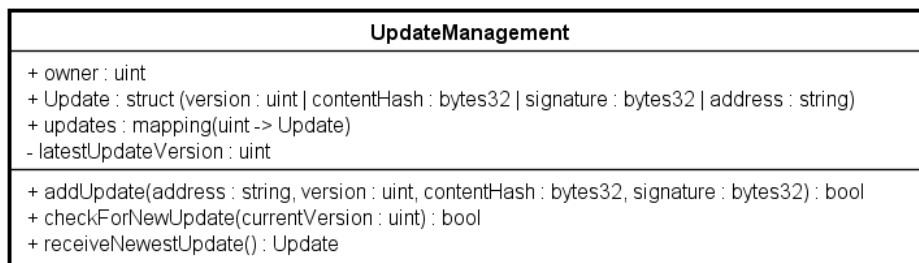 UpdateManagement
+ owner : uint
+ Update : struct (version : uint | contentHash : bytes32 | signature : bytes32 | address : string)
+ updates : mapping(uint -> Update)
- latestUpdateVersion : uint
+ addUpdate(address : string, version : uint, contentHash : bytes32, signature : bytes32) : bool
+ checkForNewUpdate(currentVersion : uint) : bool
+ receiveNewestUpdate() : Update